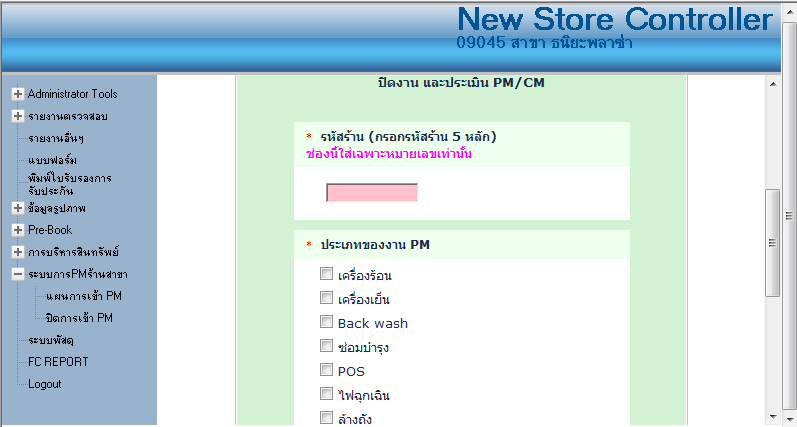 New Store Controller
09045 สาขา ธนิยะพลาซ่า
Administrator Tools
รายงานตรวจสอบ
รายงานอื่นๆ
แบบฟอร์ม
พิมพ์ใบรับรองการ
รับประกัน
ข้อมูลรูปภาพ
Pre-Book
การบริหารสินทรัพย์
ระบบการPMร้านสาขา
แผนการเข้า PM
ปิดการเข้า PM
ระบบพัสดุ
FC REPORT
Logout
ปิดงาน และประเมิน PM/CM
* รหัสร้าน (กรอกรหัสร้าน 5 หลัก)
ช่องนี้ใส่เฉพาะหมายเลขเท่านั้น
* ประเภทของงาน PM
เครื่องร้อน
เครื่องเย็น
Back wash
ซ่อมบำรุง
POS
ไฟฉุกเฉิน
ล้างถัง